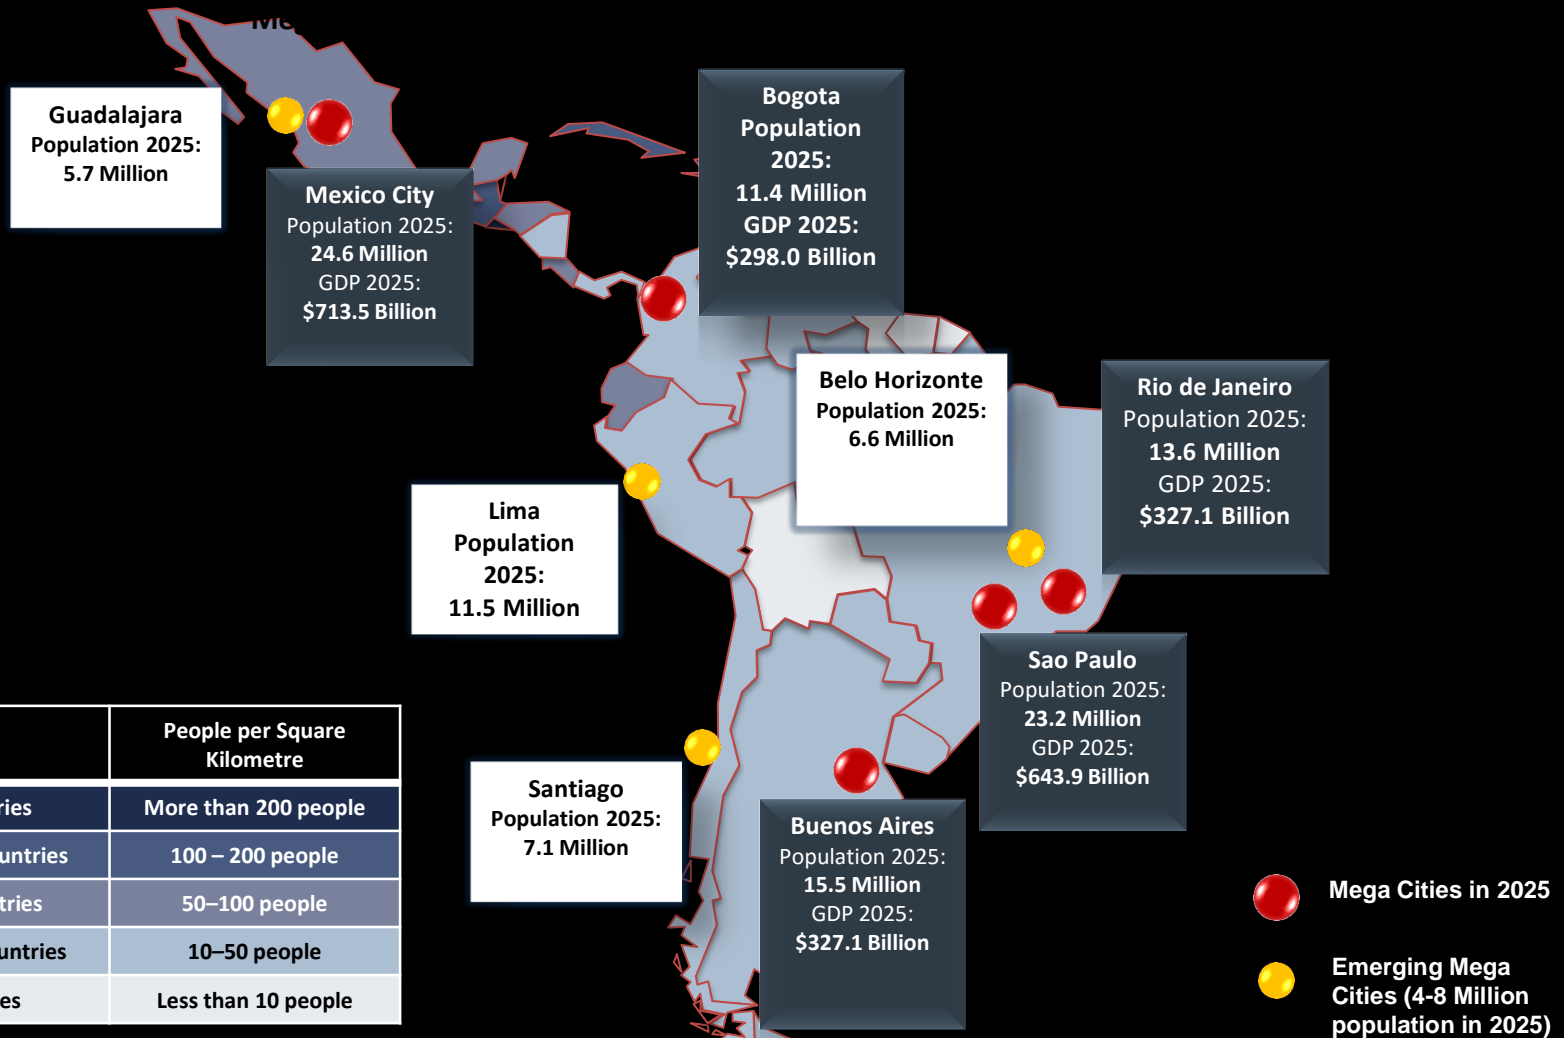 Guadalajara
Population 2025:
5.7 Million
Mexico City
Population 2025:
24.6 Million
GDP 2025:
$713.5 Billion
Bogota
Population
2025:
11.4 Million
GDP 2025:
$298.0 Billion
Belo Horizonte
Population 2025:
6.6 Million
Rio de Janeiro
Population 2025:
13.6 Million
GDP 2025:
$327.1 Billion
Lima
Population
2025:
11.5 Million
Sao Paulo
Population 2025:
23.2 Million
GDP 2025:
$643.9 Billion
Santiago
Population 2025:
7.1 Million
Buenos Aires
Population 2025:
15.5 Million
GDP 2025:
$327.1 Billion
People per Square
Kilometre
More than 200 people
100 – 200 people
50–100 people
10–50 people
Less than 10 people
Mega Cities in 2025
Emerging Mega
Cities (4-8 Million
population in 2025)